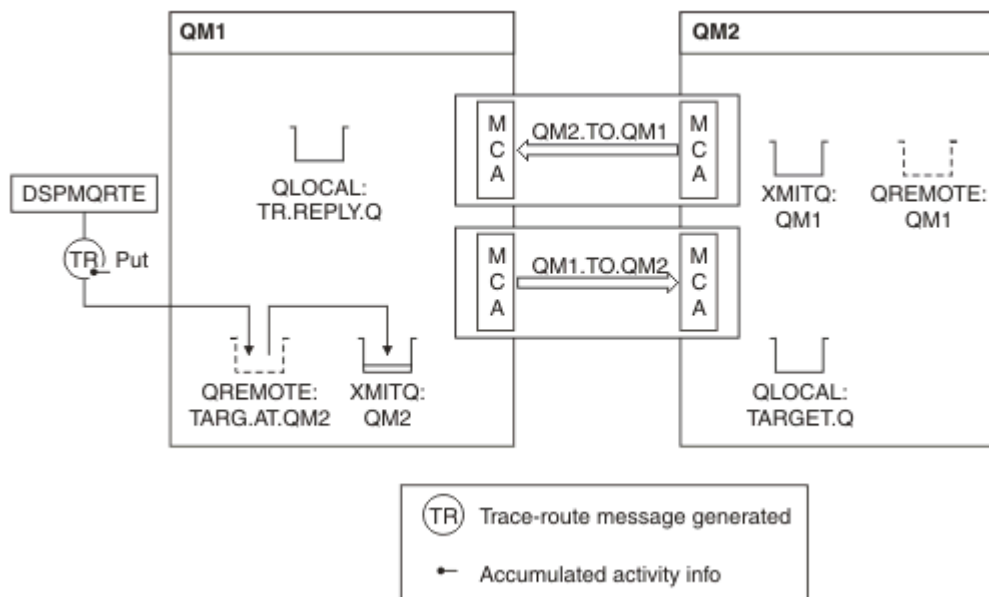 QM1
QM2
DSPMQRTE
TR
Put
QLOCAL:
TR.REPLY.Q
M
C
A
QM2.TO.QM1
M
C
A
XMITQ:
QM1
QREMOTE:
QM1
M
C
A
QM1.TO.QM2
M
C
A
QREMOTE:
TARG.AT.QM2
XMITQ:
QM2
QLOCAL:
TARGET.Q
TR
Trace-route message generated
Accumulated activity info